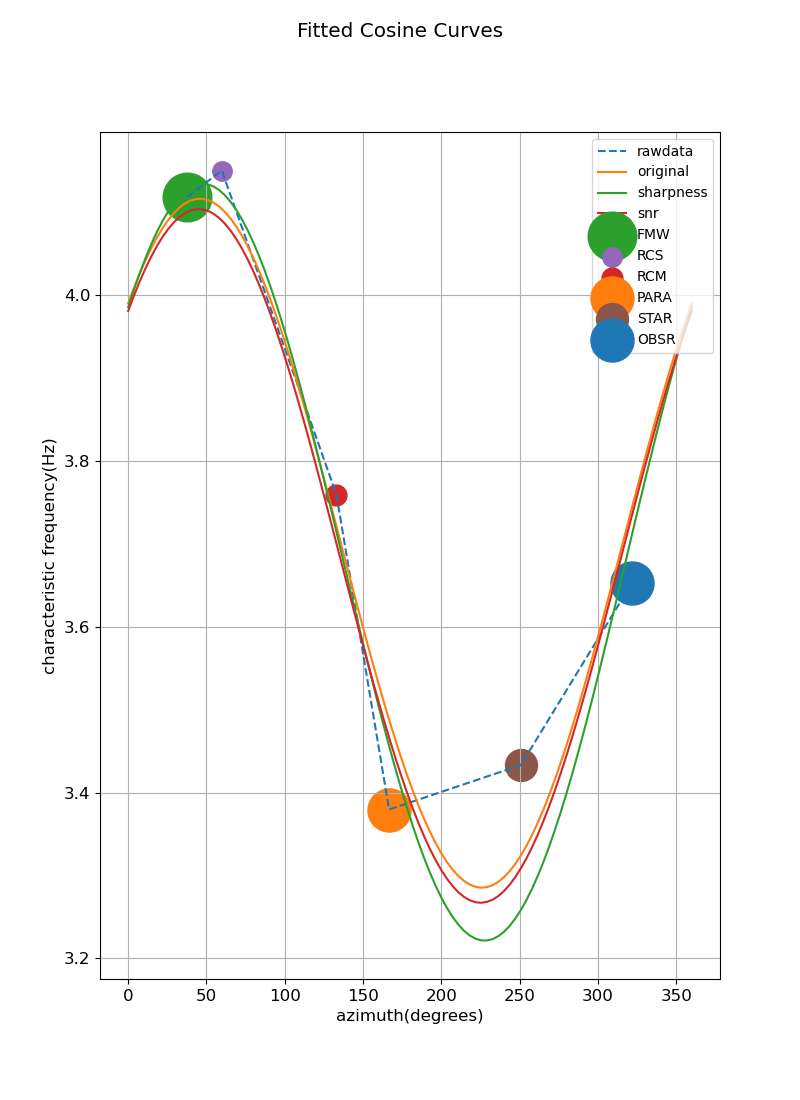 Fitted Cosine Curves
rawdata
original
sharpness
snr
FMW
RCS
RCM
PARA
STAR
OBSR
characteristic frequency(Hz)
4.0
3.8
3.6
3.4
3.2
0 50 100 150 200 250 300 350
azimuth(degrees)